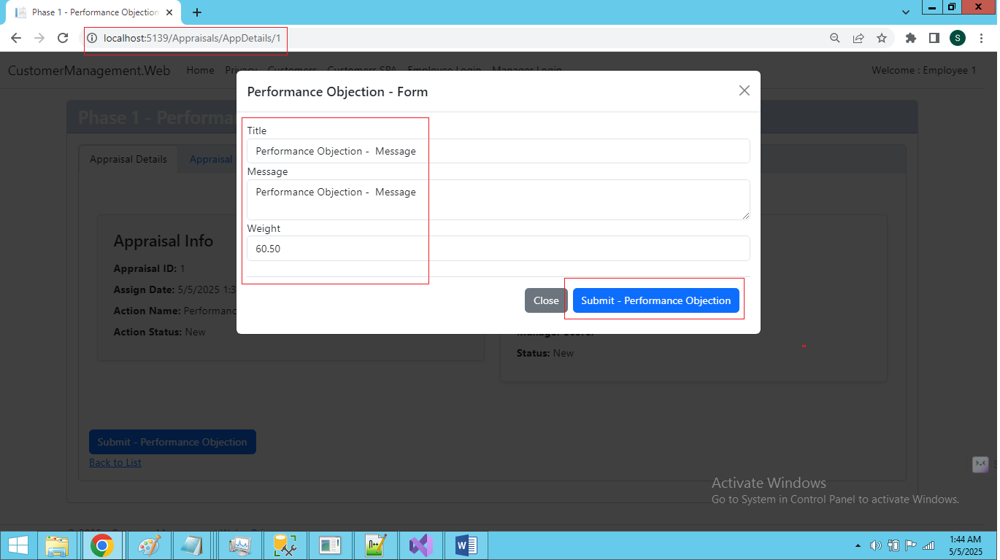 Phase 1 - Performance Objection
localhost:5139/Appraisals/AppDetails/1
S
CustomerManagement.Web Home Privacy Customers Customers SPA Employee Login Manager Login Welcome : Employee 1
Performance Objection - Form
Phase 1 - Performa
Title
Performance Objection -  Message
Appraisal Details Appraisal
Message
Performance Objection -  Message
Weight
60.50
Appraisal Info
Appraisal ID: 1
Assign Date: 5/5/2025 1:3
Action Name: Performanc
Action Status: New
Close Submit - Performance Objection
Manager Score:
Status: New
Submit - Performance Objection
Back to List
Activate Windows
Go to System in Control Panel to activate Windows.
1:44 AM
5/5/2025